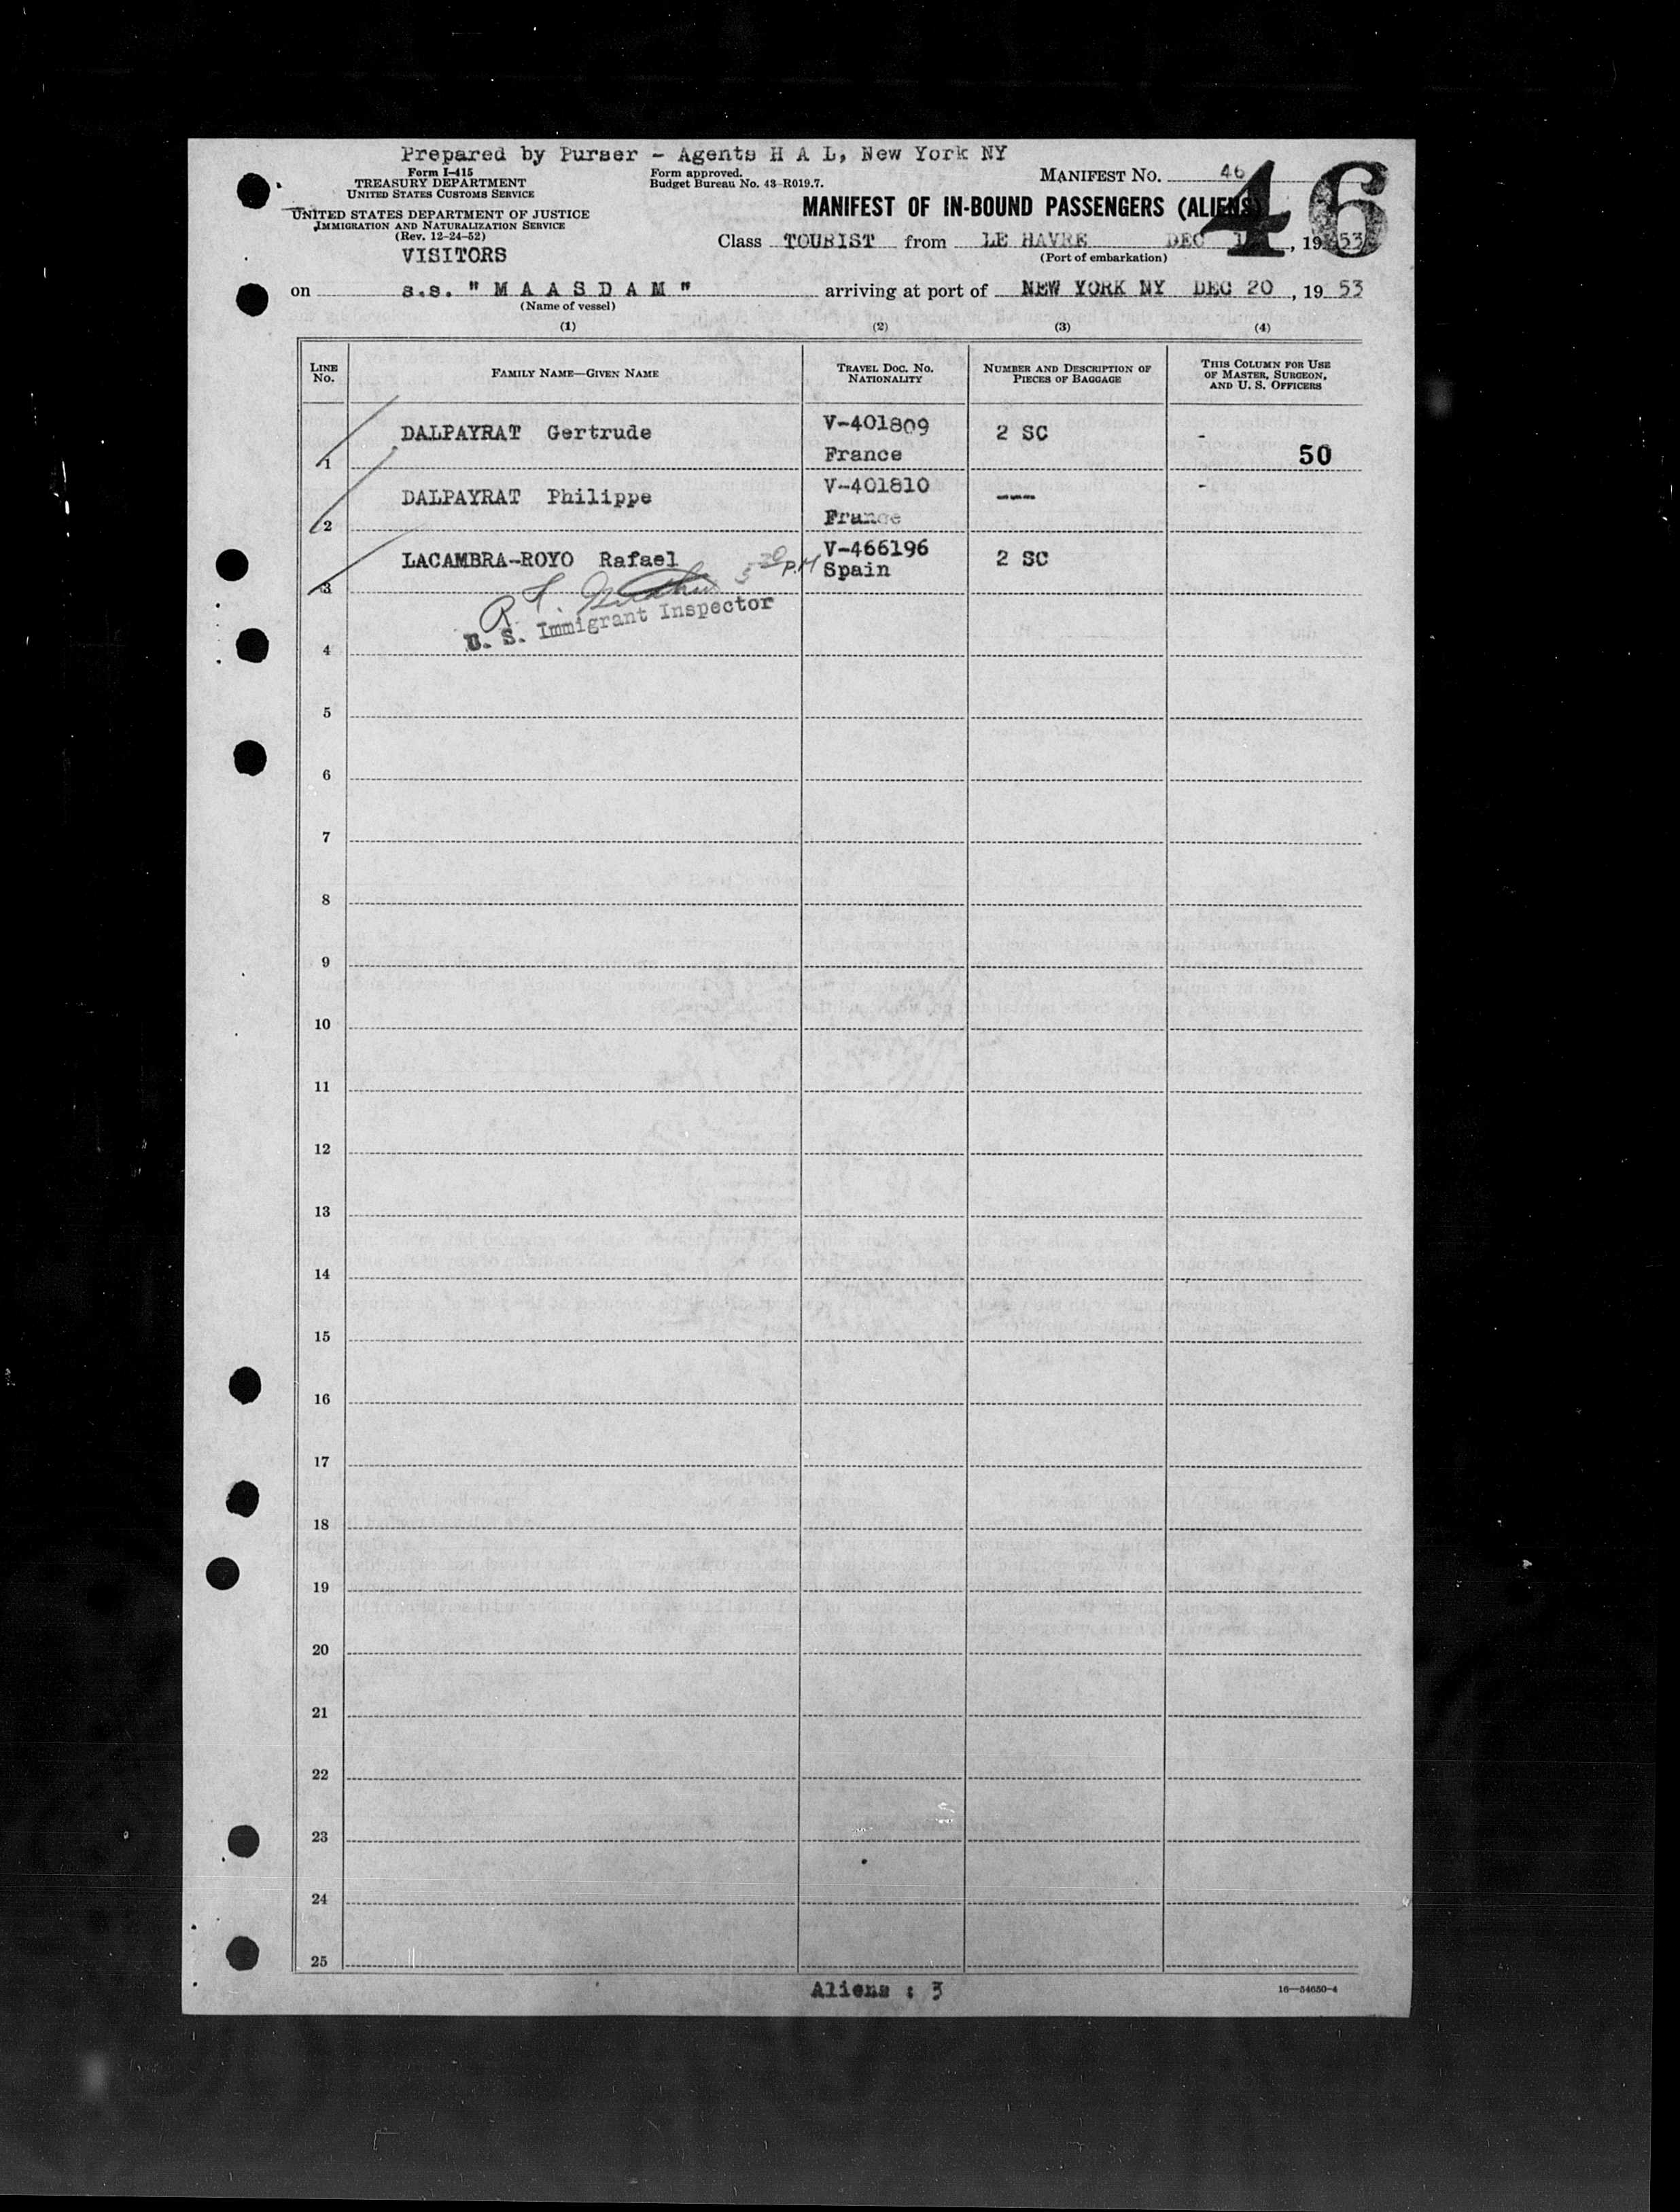 Prepared by Purser - Agents H A L, New York NY
Form I-415
TREASURY DEPARTMENT
UNITED STATES CUSTOMS SERVICE
Form approved.
Budget Bureau No. 43-R019.7.
MANIFEST No. 46
46
UNITED STATES DEPARTMENT OF JUSTICE
IMMIGRATION AND NATURALIZATION SERVICE
(Rev. 12-24-52)
VISITORS
MANIFEST OF IN-BOUND PASSENGERS (ALIENS)
Class TOURIST from LE HAVRE DEC , 1953
(Port of embarkation)
on s.s. "MAASDAM" arriving at port of NEW YORK NY DEC 20, 1953
(Name of vessel)
(1) (2) (3) (4)
LINE No. FAMILY NAME—GIVEN NAME TRAVEL DOC. No. NATIONALITY NUMBER AND DESCRIPTION OF PIECES OF BAGGAGE THIS COLUMN FOR USE OF MASTER, SURGEON, AND U. S. OFFICERS
1 DALPAYRAT Gertrude V-401809 France 2 SC - 50
2 DALPAYRAT Philippe V-401810 France --- -
3 LACAMBRA-ROYO Rafael 5 30 P.M V-466196 Spain 2 SC
U. S. Immigrant Inspector
4
5
6
7
8
9
10
11
12
13
14
15
16
17
18
19
20
21
22
23
24
25
Aliens : 3
16—54650-4